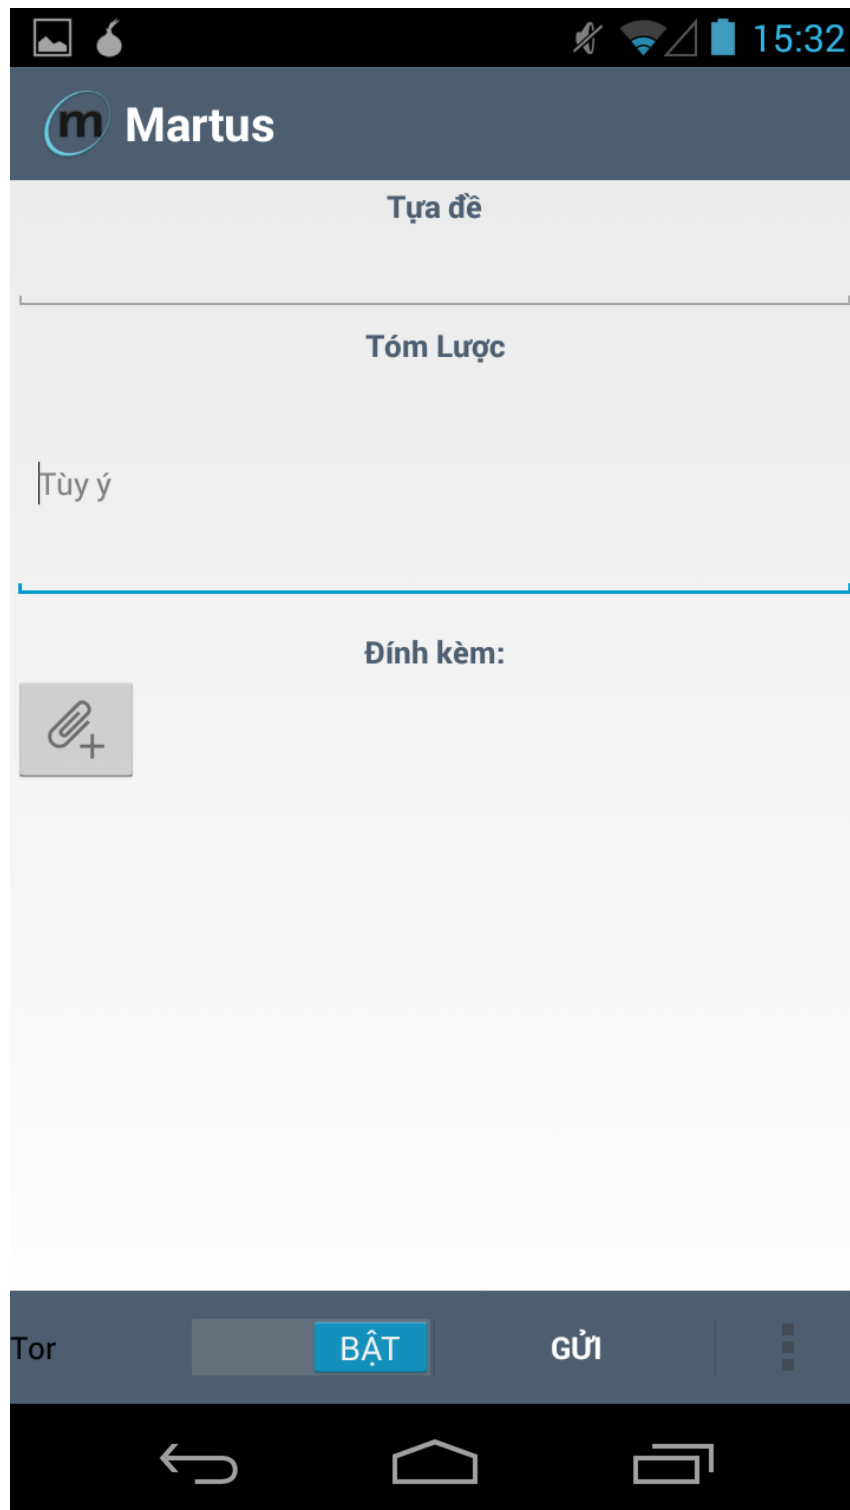 15:32
m Martus
Tựa đề
Tóm Lược
Tùy ý
Đính kèm:
Tor BẬT GỬI